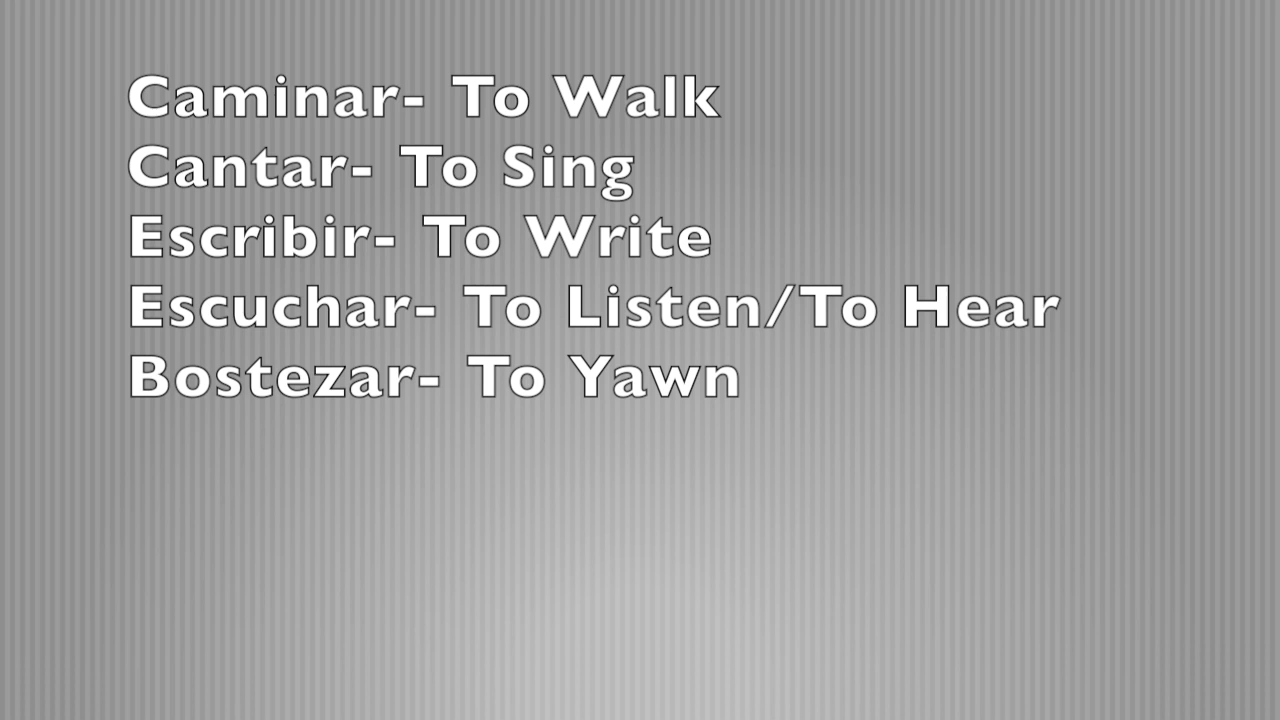 Caminar- To Walk
Cantar- To Sing
Escribir- To Write
Escuchar- To Listen/To Hear
Bostezar- To Yawn